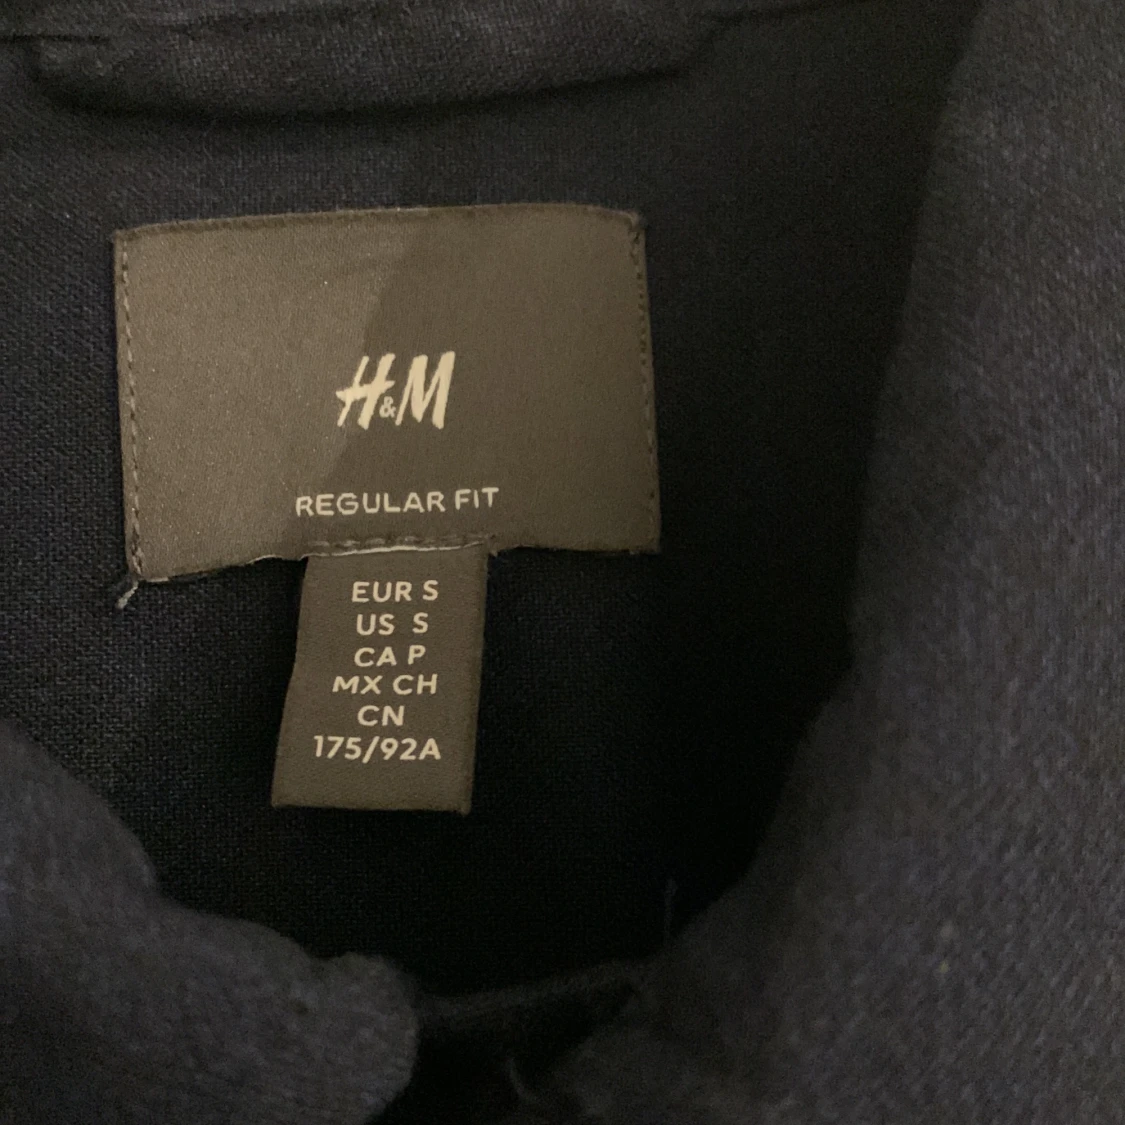 H&M
REGULAR FIT
EUR S
US S
CA P
MX CH
CN
175/92A